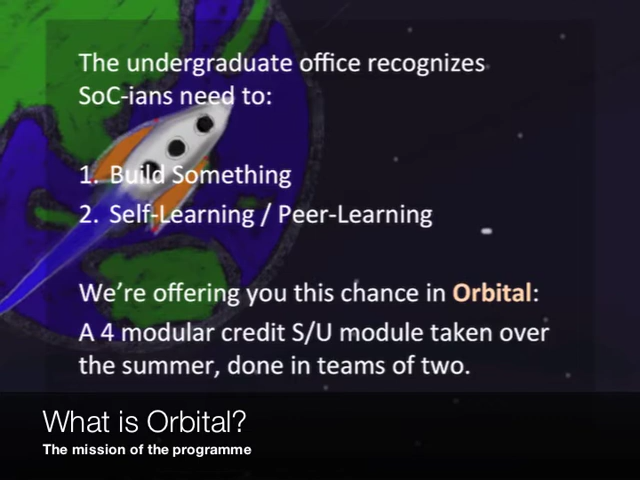 The undergraduate office recognizes
SoC-ians need to:
1. Build Something
2. Self-Learning / Peer-Learning
We're offering you this chance in Orbital:
A 4 modular credit S/U module taken over
the summer, done in teams of two.
What is Orbital?
The mission of the programme